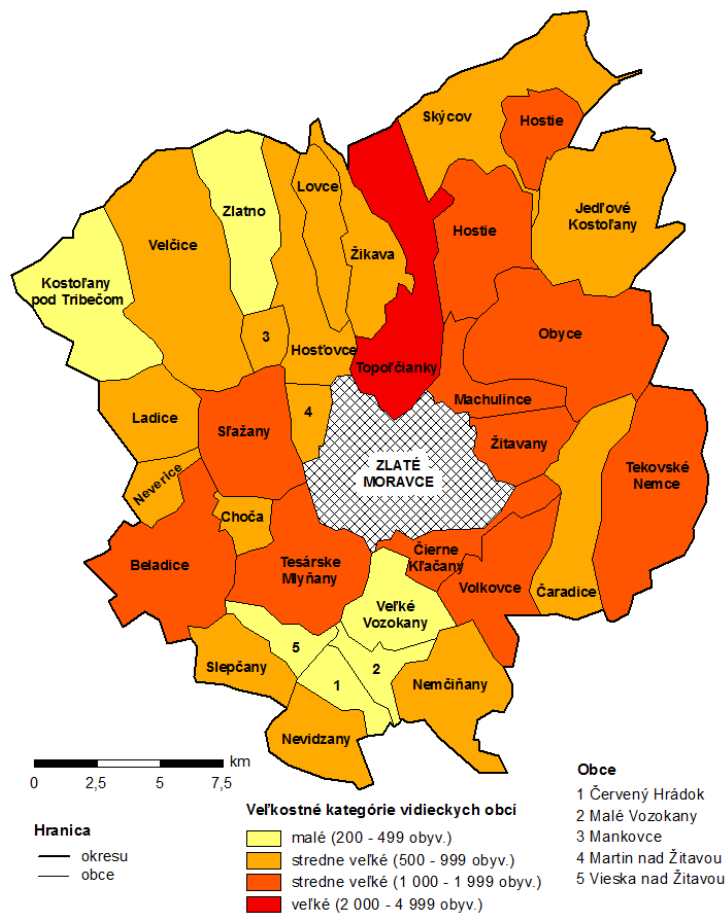 Skýcov
Hostie
Lovce
Zlatno
Jedľové
Kostoľany
Hostie
Velčice
Žikava
Kostoľany
pod Tribečom
Obyce
3
Hosťovce
Topoľčianky
Machulince
Ladice
4
Sľažany
Žitavany
ZLATÉ
MORAVCE
Tekovské
Nemce
Neverice
Choča
Čierne
Kľačany
Beladice
Tesárske
Mlyňany
Volkovce
Čaradice
Veľké
Vozokany
5
Slepčany
2
1
Nemčiňany
Nevidzany
km
0 2,5 5 7,5
Hranica
okresu
obce
Veľkostné kategórie vidieckych obcí
malé (200 - 499 obyv.)
stredne veľké (500 - 999 obyv.)
stredne veľké (1 000 - 1 999 obyv.)
veľké (2 000 - 4 999 obyv.)
Obce
1 Červený Hrádok
2 Malé Vozokany
3 Mankovce
4 Martin nad Žitavou
5 Vieska nad Žitavou